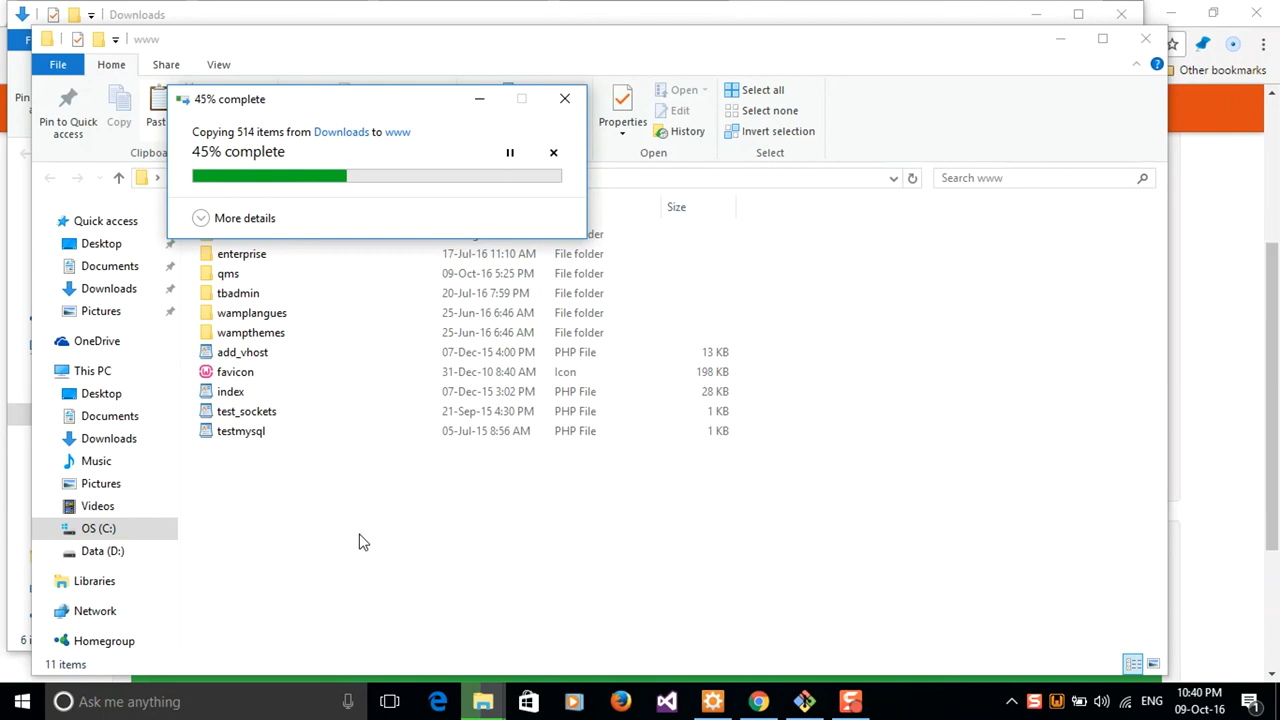 Downloads
www
File Home Share View
Other bookmarks
Pin
Pin to Quick access
Copy
Past
Clipboa
Properties
Open
Edit
History
Open
Select all
Select none
Invert selection
Select
45% complete
Copying 514 items from Downloads to www
45% complete
More details
Search www
Size
lder
enterprise 17-Jul-16 11:10 AM File folder
qms 09-Oct-16 5:25 PM File folder
tbadmin 20-Jul-16 7:59 PM File folder
wamplangues 25-Jun-16 6:46 AM File folder
wampthemes 25-Jun-16 6:46 AM File folder
add_vhost 07-Dec-15 4:00 PM PHP File 13 KB
favicon 31-Dec-10 8:40 AM Icon 198 KB
index 07-Dec-15 3:02 PM PHP File 28 KB
test_sockets 21-Sep-15 4:30 PM PHP File 1 KB
testmysql 05-Jul-15 8:56 AM PHP File 1 KB
Quick access
Desktop
Documents
Downloads
Pictures
OneDrive
This PC
Desktop
Documents
Downloads
Music
Pictures
Videos
OS (C:)
Data (D:)
Libraries
Network
Homegroup
6 i
11 items
Ask me anything
ENG
10:40 PM
09-Oct-16